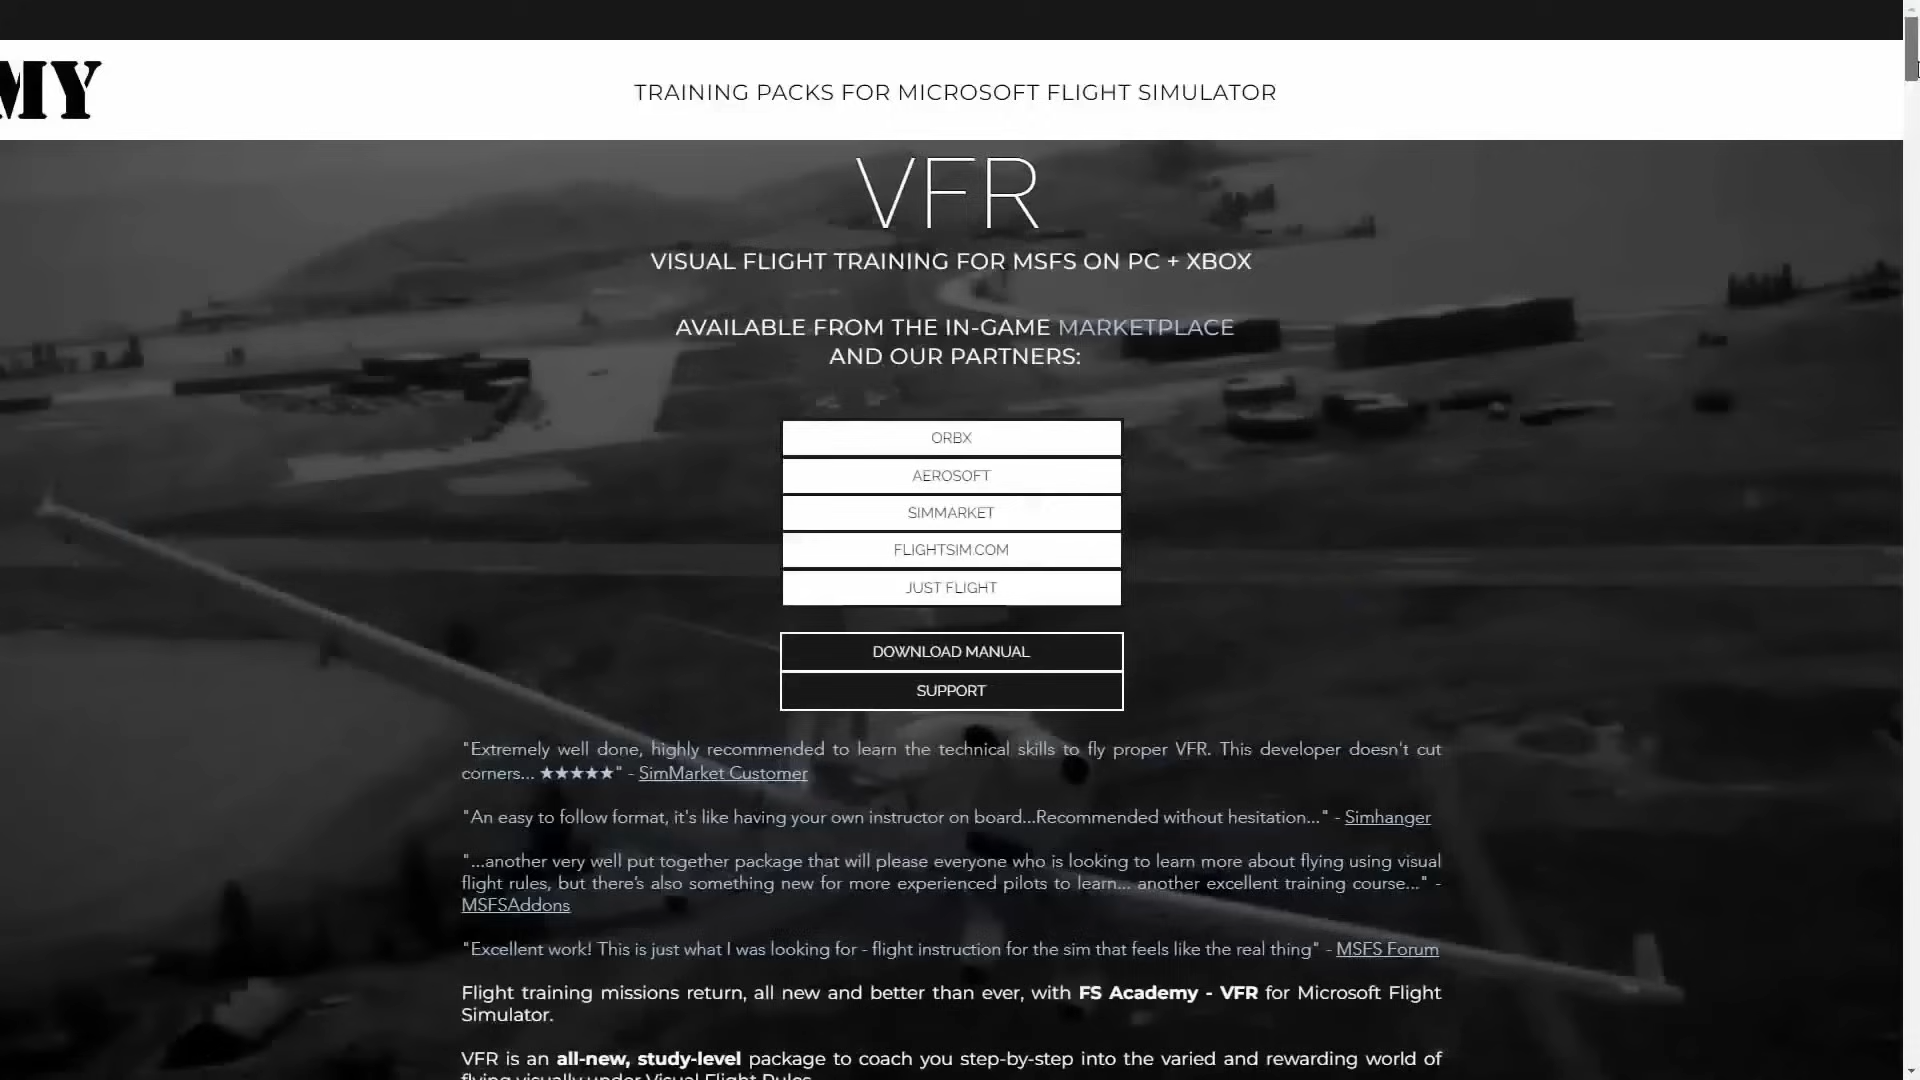 MY
TRAINING PACKS FOR MICROSOFT FLIGHT SIMULATOR
VFR
VISUAL FLIGHT TRAINING FOR MSFS ON PC + XBOX
AVAILABLE FROM THE IN-GAME MARKETPLACE
AND OUR PARTNERS:
ORBX
AEROSOFT
SIMMARKET
FLIGHTSIM.COM
JUST FLIGHT
DOWNLOAD MANUAL
SUPPORT
"Extremely well done, highly recommended to learn the technical skills to fly proper VFR. This developer doesn't cut
corners... ★★★★★" - SimMarket Customer
"An easy to follow format, it's like having your own instructor on board...Recommended without hesitation..." - Simhanger
"...another very well put together package that will please everyone who is looking to learn more about flying using visual
flight rules, but there's also something new for more experienced pilots to learn... another excellent training course..." -
MSFSAddons
"Excellent work! This is just what I was looking for - flight instruction for the sim that feels like the real thing" - MSFS Forum
Flight training missions return, all new and better than ever, with FS Academy - VFR for Microsoft Flight
Simulator.
VFR is an all-new, study-level package to coach you step-by-step into the varied and rewarding world of
flying visually under Visual Flight Rules.